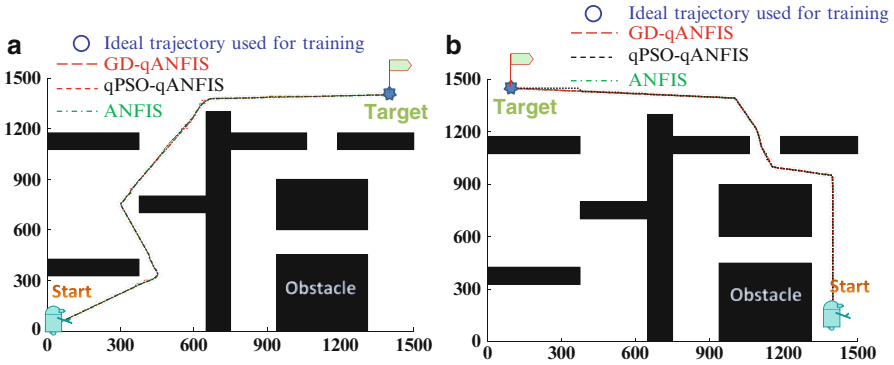 a
Ideal trajectory used for training
GD-qANFIS
qPSO-qANFIS
ANFIS
1500
1200
900
600
300
0
0 300 600 900 1200 1500
Target
Start
Obstacle
b
Ideal trajectory used for training
GD-qANFIS
qPSO-qANFIS
ANFIS
1500
1200
900
600
300
0
0 300 600 900 1200 1500
Target
Start
Obstacle